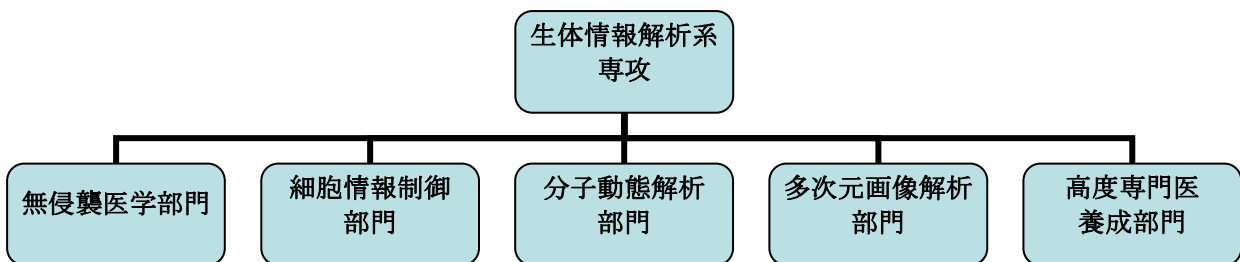 生体情報解析系
専攻
無侵襲医学部門
細胞情報制御
部門
分子動態解析
部門
多次元画像解析
部門
高度専門医
養成部門